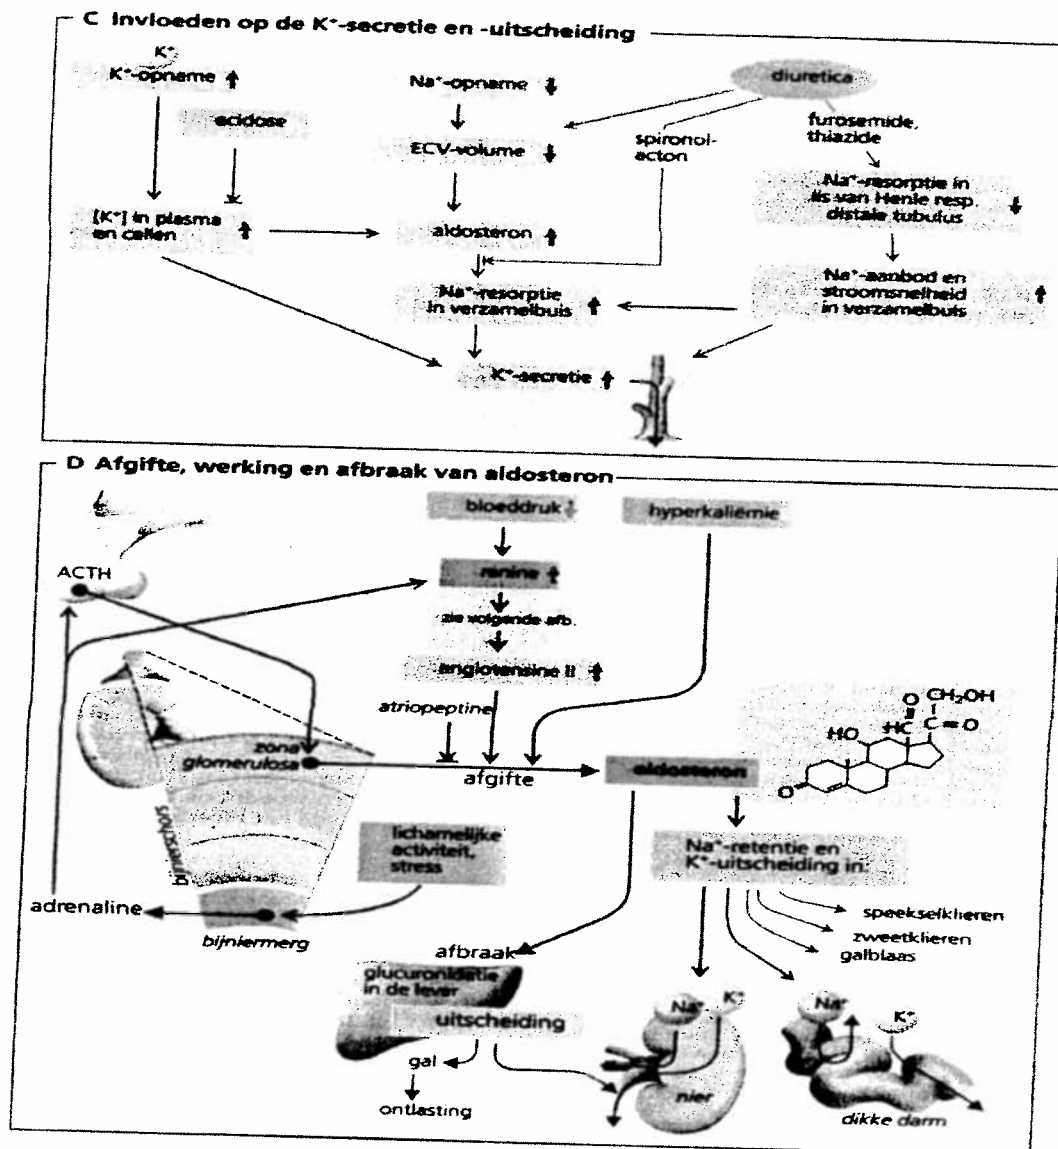 C Invloeden op de K⁺-secretie en -uitscheiding
K⁺
K⁺-opname
acidose
[K⁺] in plasma
en cellen
Na⁺-opname
ECV-volume
aldosteron
Na⁺-resorptie
in verzamelbuis
K⁺-secretie
diuretica
spironol-
acton
furosemide,
thiazide
Na⁺-resorptie in
lis van Henle resp.
distale tubulus
Na⁺-aanbod en
stroomsnelheid
in verzamelbuis
D Afgifte, werking en afbraak van aldosteron
bloeddruk
hyperkaliëmie
ACTH
renine
zie volgende afb.
angiotensine II
atriopeptine
zona
glomerulosa
afgifte
aldosteron
CH₂OH
O
HC
C=O
HO
O
bijnierschors
lichamelijke
activiteit,
stress
Na⁺-retentie en
K⁺-uitscheiding in:
adrenaline
bijniermerg
speekselklieren
zweetklieren
galblaas
afbraak
glucuronidatie
in de lever
uitscheiding
gal
ontlasting
Na⁺
K⁺
nier
Na⁺
K⁺
dikke darm